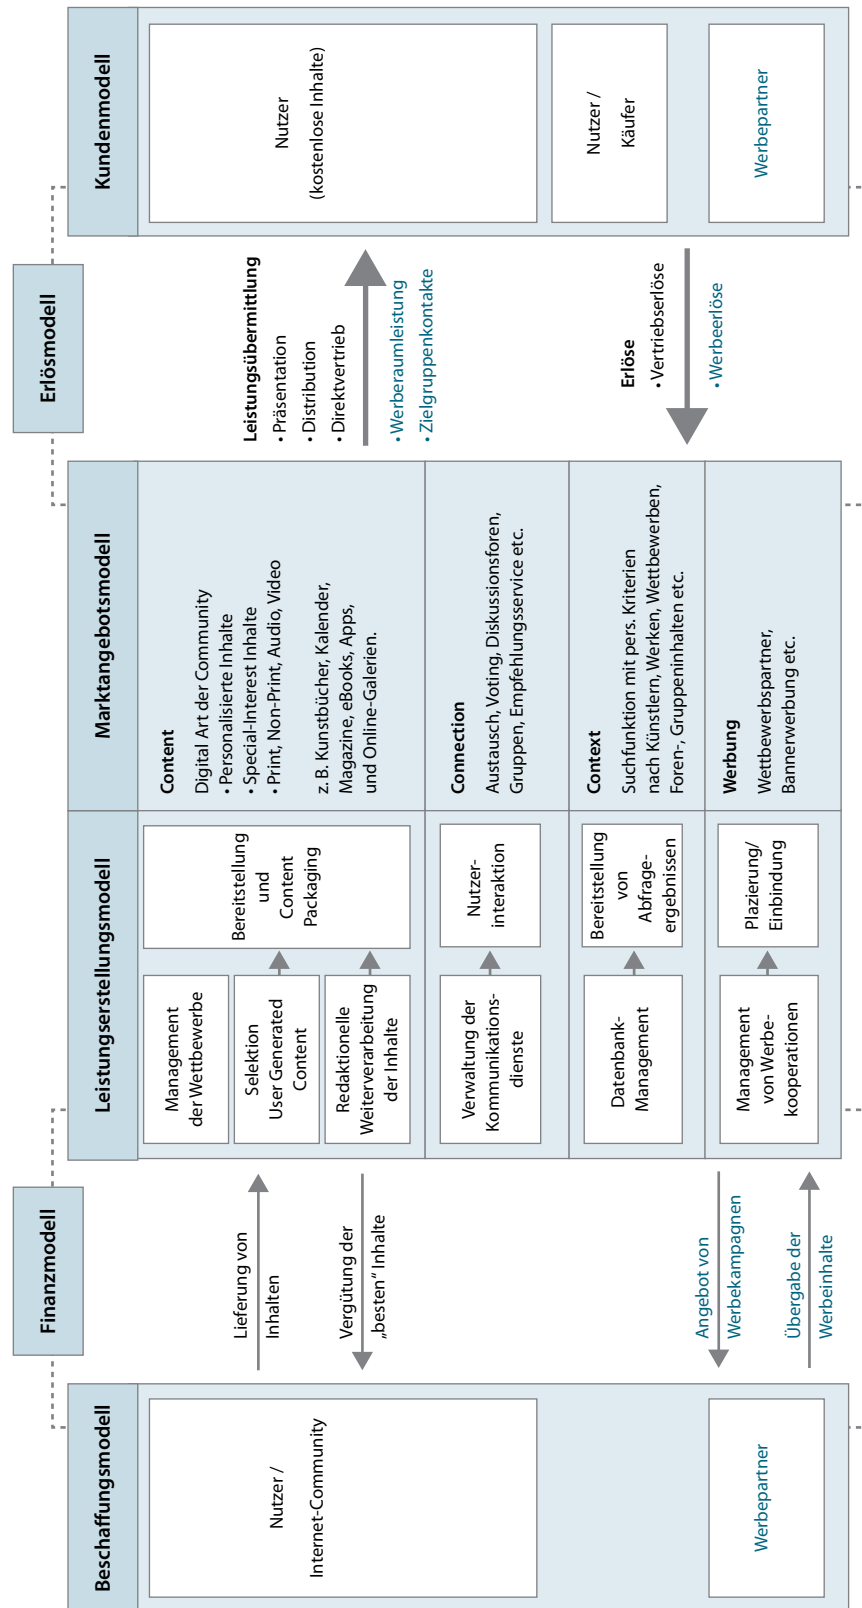 Finanzmodell
Erlösmodell
Beschaffungsmodell
Nutzer /
Internet-Community
Werbepartner
Lieferung von
Inhalten
Vergütung der
„besten“ Inhalte
Angebot von
Werbekampagnen
Übergabe der
Werbeinhalte
Leistungserstellungsmodell
Management
der Wettbewerbe
Selektion
User Generated
Content
Redaktionelle
Weiterverarbeitung
der Inhalte
Bereitstellung
und
Content
Packaging
Verwaltung der
Kommunikations-
dienste
Nutzer-
interaktion
Datenbank-
Management
Bereitstellung
von
Abfrage-
ergebnissen
Management
von Werbe-
kooperationen
Plazierung/
Einbindung
Marktangebotsmodell
Content
Digital Art der Community
• Personalisierte Inhalte
• Special-Interest Inhalte
• Print, Non-Print, Audio, Video
z. B. Kunstbücher, Kalender,
Magazine, eBooks, Apps,
und Online-Galerien.
Connection
Austausch, Voting, Diskussionsforen,
Gruppen, Empfehlungsservice etc.
Context
Suchfunktion mit pers. Kriterien
nach Künstlern, Werken, Wettbewerben,
Foren-, Gruppeninhalten etc.
Werbung
Wettbewerbspartner,
Bannerwerbung etc.
Leistungsübermittlung
• Präsentation
• Distribution
• Direktvertrieb
• Werberaumleistung
• Zielgruppenkontakte
Erlöse
• Vertriebserlöse
• Werbeerlöse
Kundenmodell
Nutzer
(kostenlose Inhalte)
Nutzer /
Käufer
Werbepartner